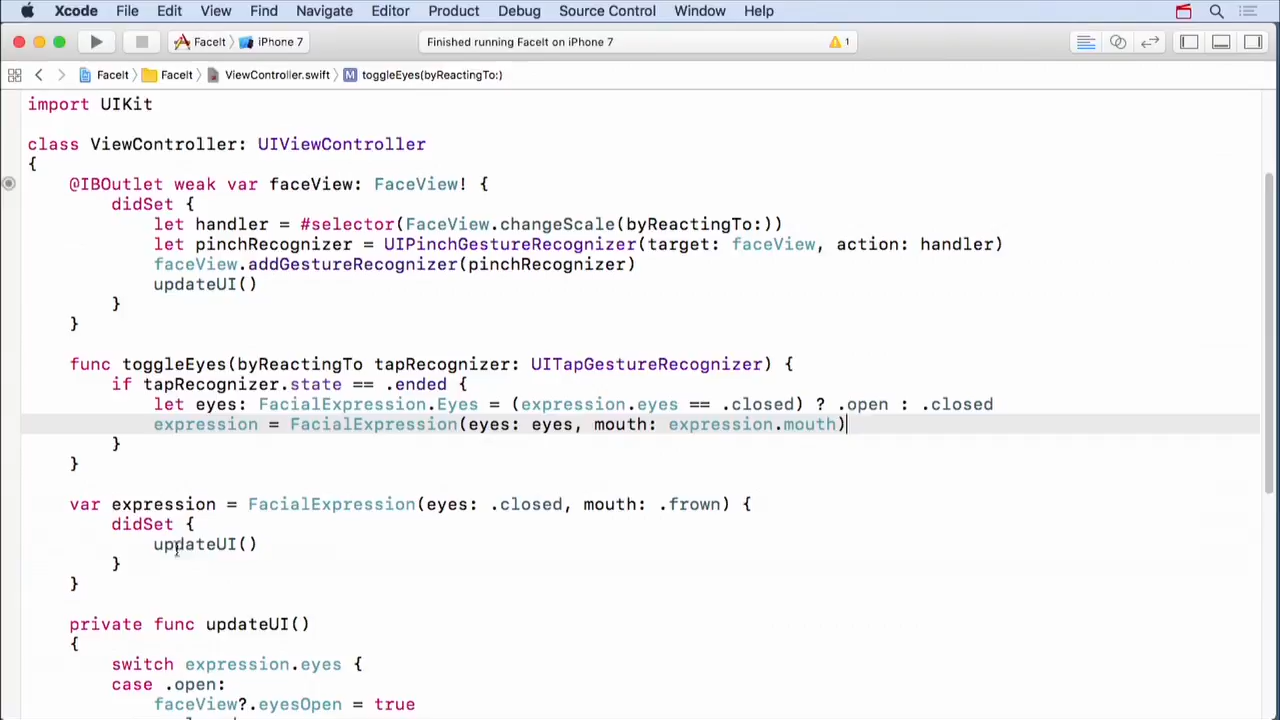 Xcode File Edit View Find Navigate Editor Product Debug Source Control Window Help
FaceIt iPhone 7 Finished running FaceIt on iPhone 7 1
FaceIt FaceIt ViewController.swift M toggleEyes(byReactingTo:)
import UIKit
class ViewController: UIViewController
{
@IBOutlet weak var faceView: FaceView! {
didSet {
let handler = #selector(FaceView.changeScale(byReactingTo:))
let pinchRecognizer = UIPinchGestureRecognizer(target: faceView, action: handler)
faceView.addGestureRecognizer(pinchRecognizer)
updateUI()
}
}
func toggleEyes(byReactingTo tapRecognizer: UITapGestureRecognizer) {
if tapRecognizer.state == .ended {
let eyes: FacialExpression.Eyes = (expression.eyes == .closed) ? .open : .closed
expression = FacialExpression(eyes: eyes, mouth: expression.mouth)
}
}
var expression = FacialExpression(eyes: .closed, mouth: .frown) {
didSet {
updateUI()
}
}
private func updateUI()
{
switch expression.eyes {
case .open:
faceView?.eyesOpen = true